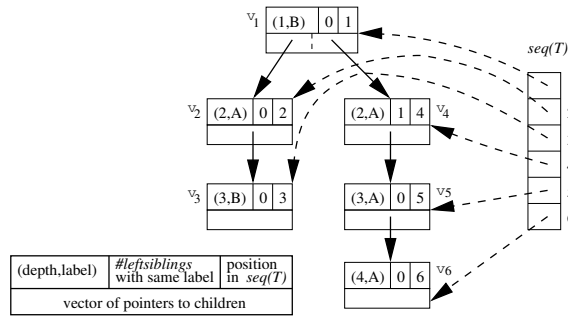 v1 (1,B) 0 1
seq(T)
v2 (2,A) 0 2
(2,A) 1 4 v4
v3 (3,B) 0 3
(3,A) 0 5 v5
(4,A) 0 6 v6
(depth,label) #leftsiblings with same label position in seq(T)
vector of pointers to children